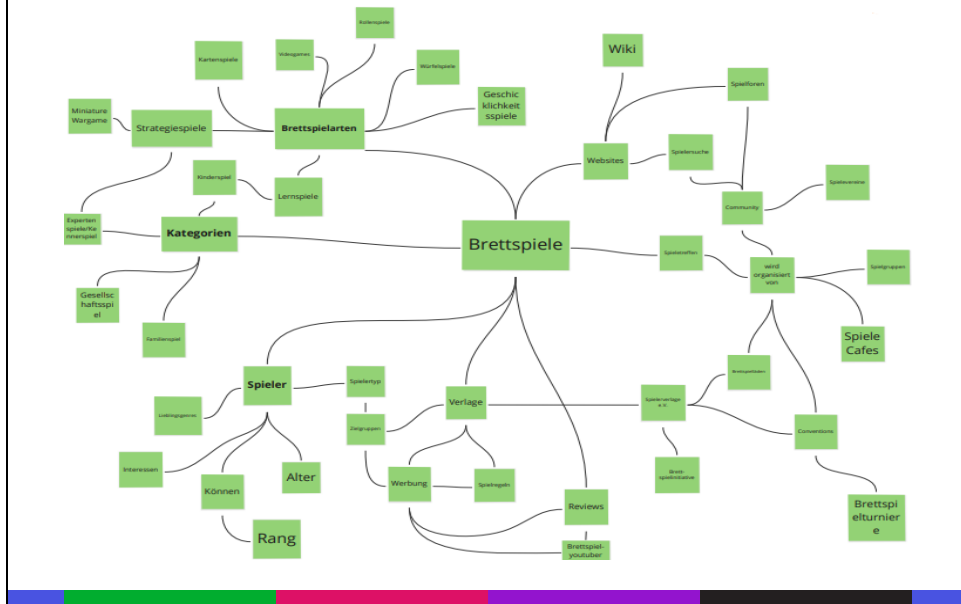 Rollenspiele
Kartenspiele
Videogames
Würfelspiele
Wiki
Spielforen
Geschic
klichkeit
sspiele
Miniature
Wargame
Strategiespiele
Brettspielarten
Websites
Spielersuche
Kinderspiel
Lernspiele
Community
Spielevereine
Experten
spiele/Ke
nnerspiel
Kategorien
Brettspiele
Spieletreffen
wird
organisiert
von
Spielgruppen
Gesellsc
haftsspi
el
Familienspiel
Spiele
Cafes
Spieler
Spielertyp
Verlage
Spieleverlage
e.V.
Lieblingsgenres
Zielgruppen
Conventions
Interessen
Können
Alter
Werbung
Spielregeln
Brett-
spielinitiative
Reviews
Brettspi
elturnier
e
Rang
Brettspiel-
youtuber